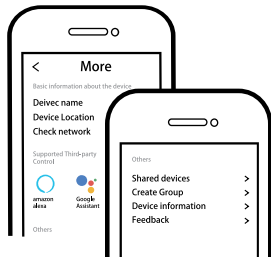 < More
Basic information about the device
Deivec name
Device Location
Check network
Supported Third-party
Control
amazon
alexa
Google
Assistant
Others
Others
Shared devices >
Create Group >
Device information >
Feedback >